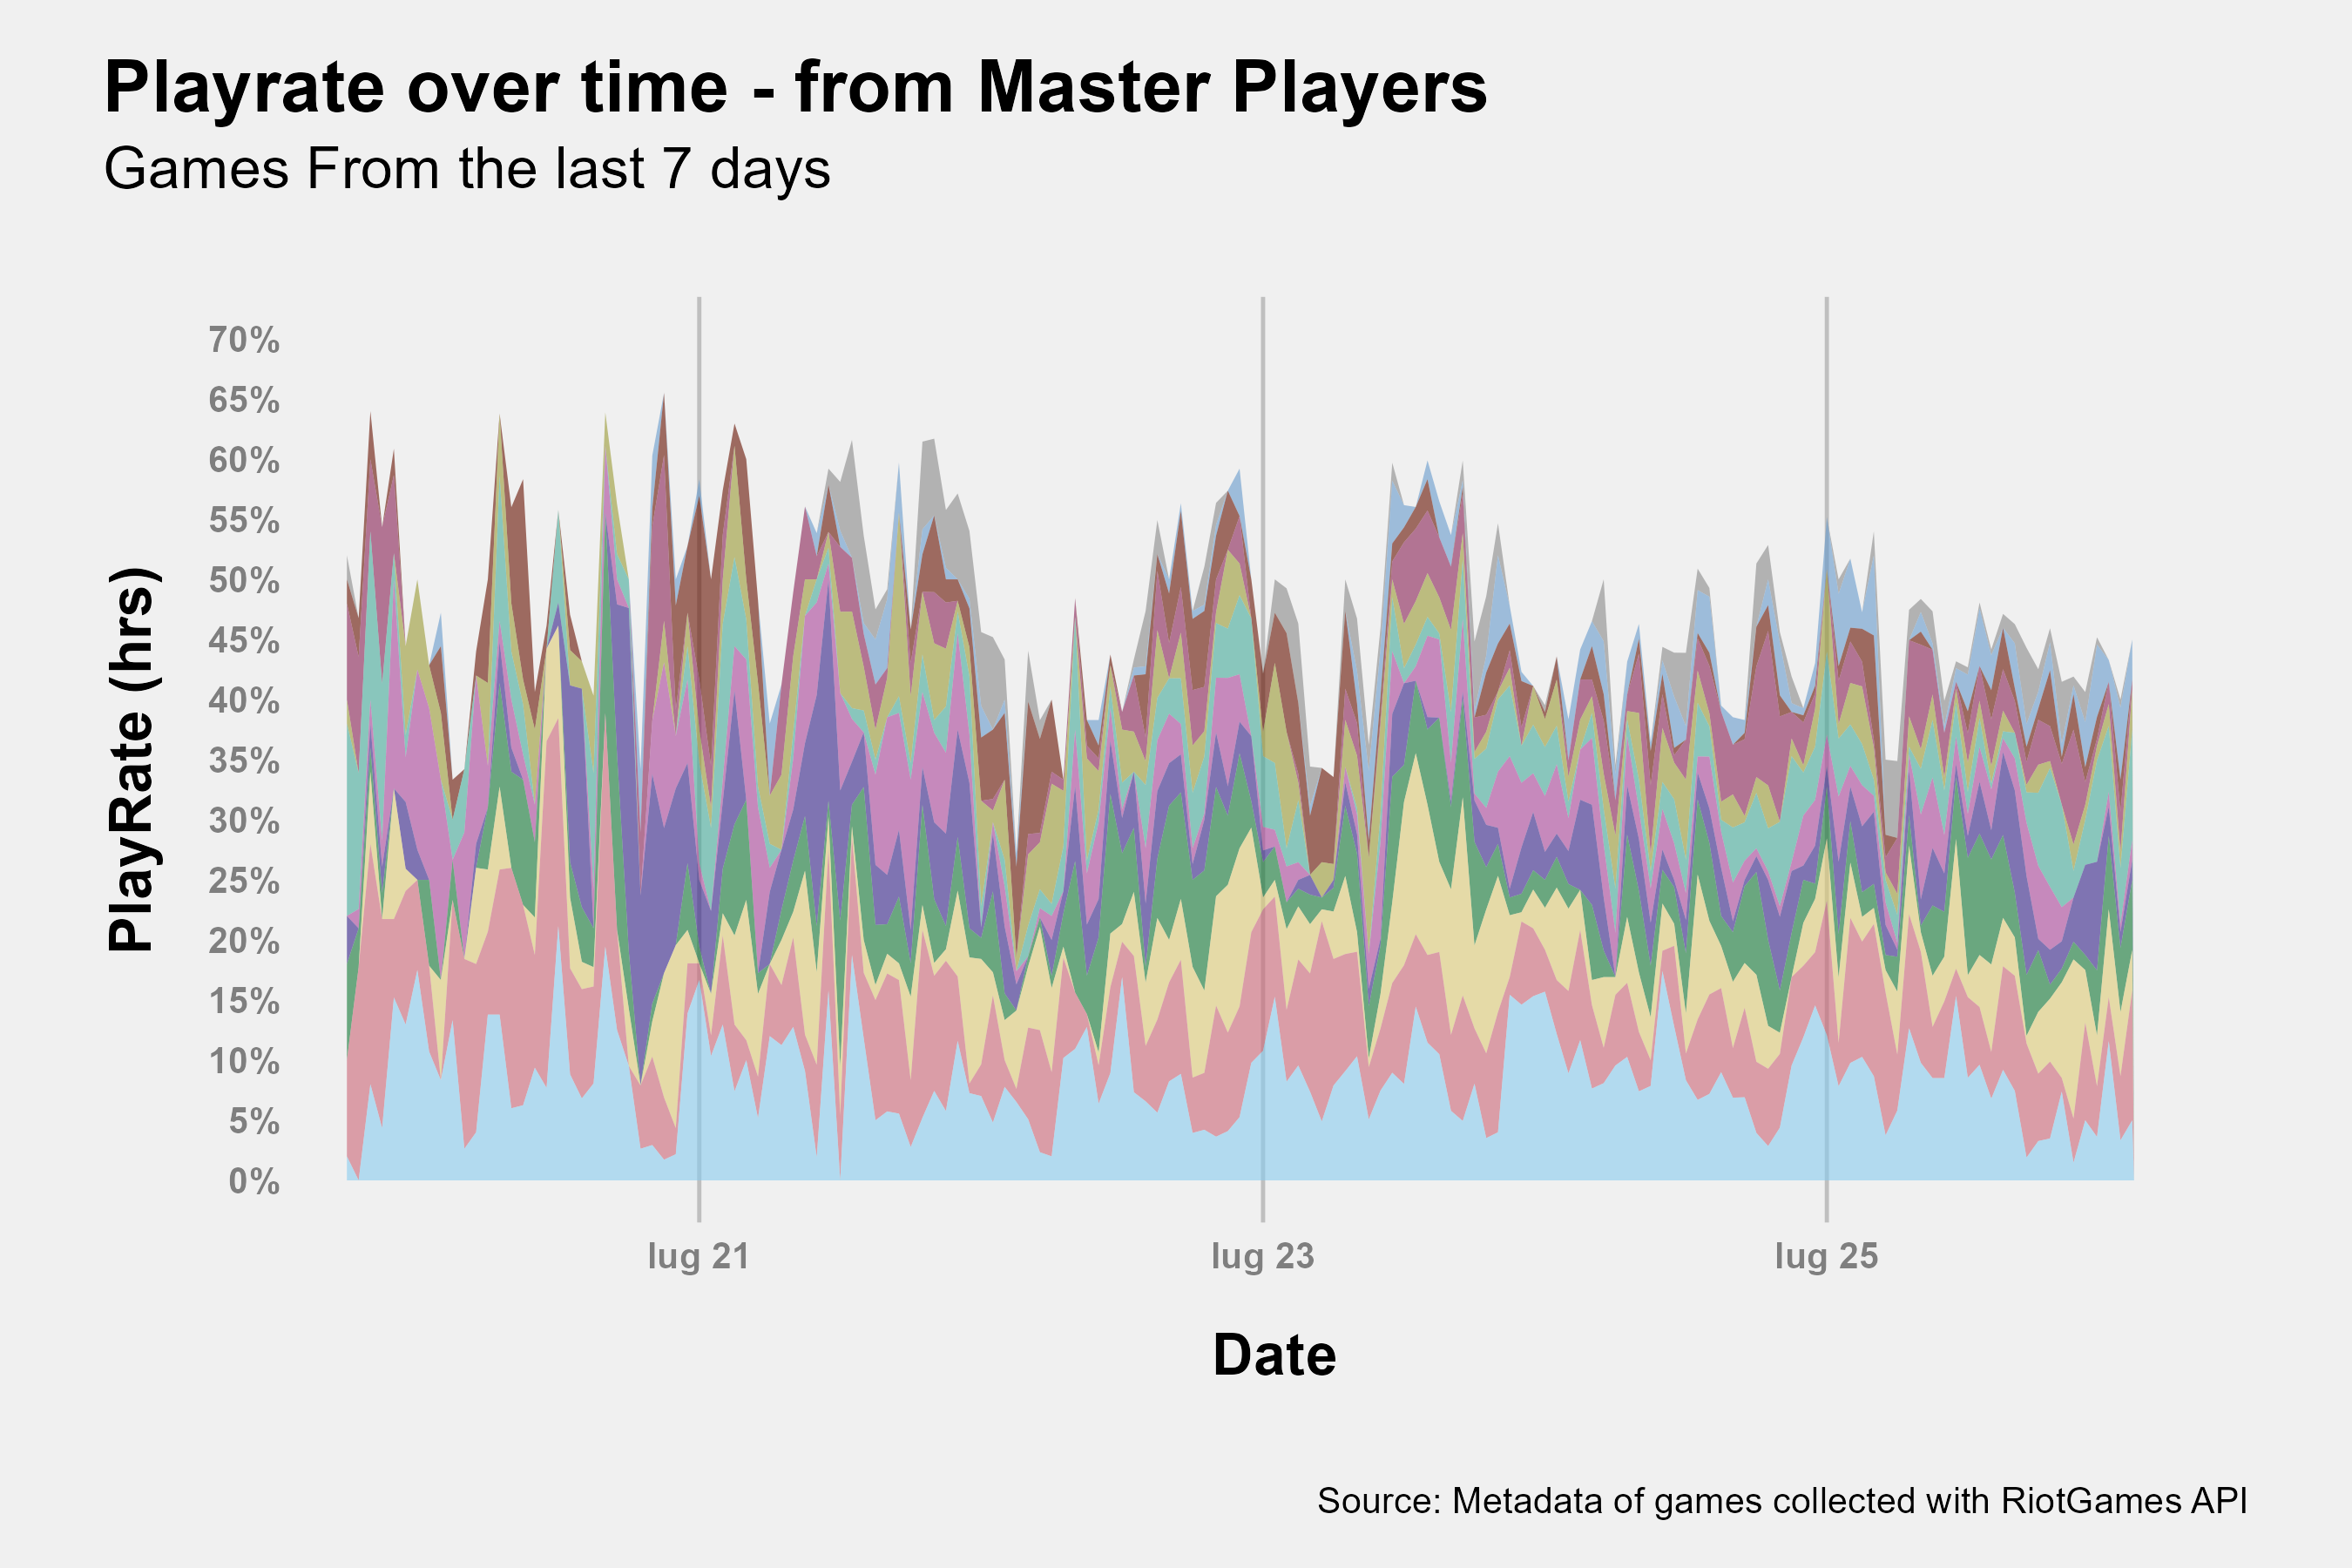 Playrate over time - from Master Players
Games From the last 7 days
PlayRate (hrs)
70%
65%
60%
55%
50%
45%
40%
35%
30%
25%
20%
15%
10%
5%
0%
lug 21
lug 23
lug 25
Date
Source: Metadata of games collected with RiotGames API